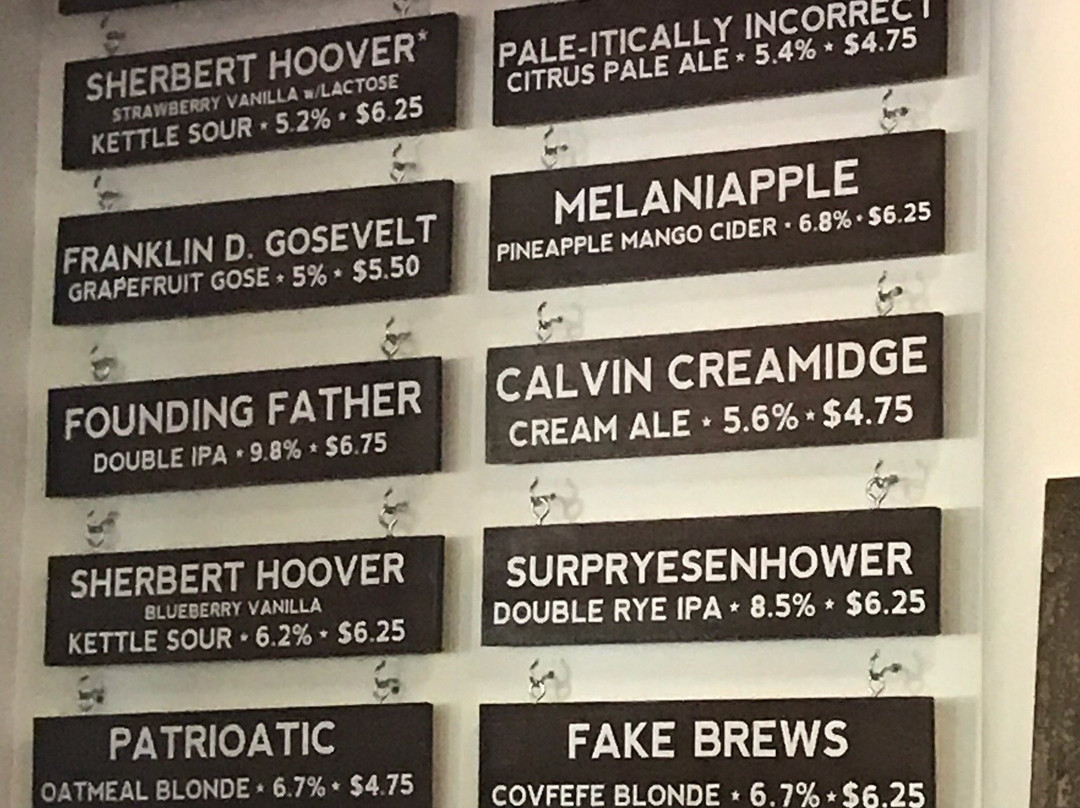 SHERBERT HOOVER*
STRAWBERRY VANILLA w/LACTOSE
KETTLE SOUR * 5.2% * $6.25
FRANKLIN D. GOSEVELT
GRAPEFRUIT GOSE * 5% * $5.50
FOUNDING FATHER
DOUBLE IPA * 9.8% * $6.75
SHERBERT HOOVER
BLUEBERRY VANILLA
KETTLE SOUR * 6.2% * $6.25
PATRIOATIC
OATMEAL BLONDE * 6.7% * $4.75
PALE-ITICALLY INCORRECT
CITRUS PALE ALE * 5.4% * $4.75
MELANIAPPLE
PINEAPPLE MANGO CIDER * 6.8% * $6.25
CALVIN CREAMIDGE
CREAM ALE * 5.6% * $4.75
SURPRYESENHOWER
DOUBLE RYE IPA * 8.5% * $6.25
FAKE BREWS
COVFEFE BLONDE * 6.7% * $6.25